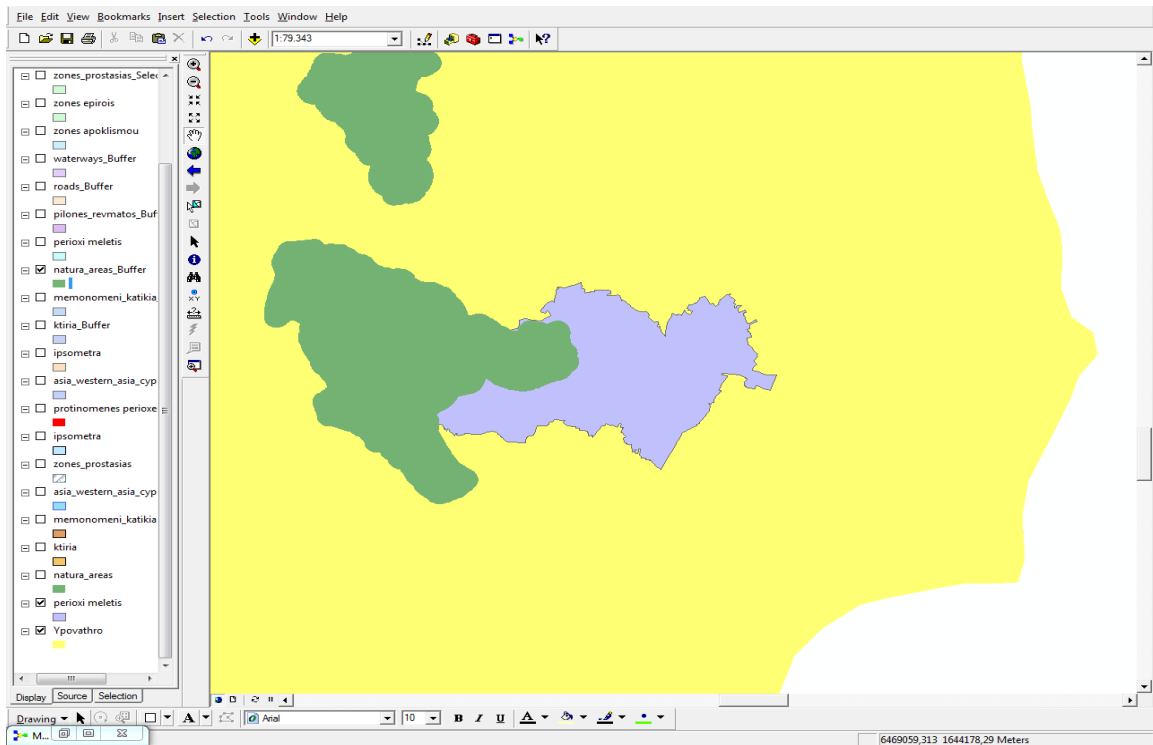 File Edit View Bookmarks Insert Selection Tools Window Help
1:79.343
zones_prostasias_Selec
zones epirois
zones apoklismou
waterways_Buffer
roads_Buffer
pilones_revmatos_Buf
perioxi meletis
natura_areas_Buffer
memonomeni_katikia_
ktiria_Buffer
ipsometra
asia_western_asia_cyp
protinomenes perioxe
ipsometra
zones_prostasias
asia_western_asia_cyp
memonomeni_katikia
ktiria
natura_areas
perioxi meletis
Ypovathro
Display Source Selection
Drawing A Arial 10 B I U A
M...
6469059,313 1644178,29 Meters